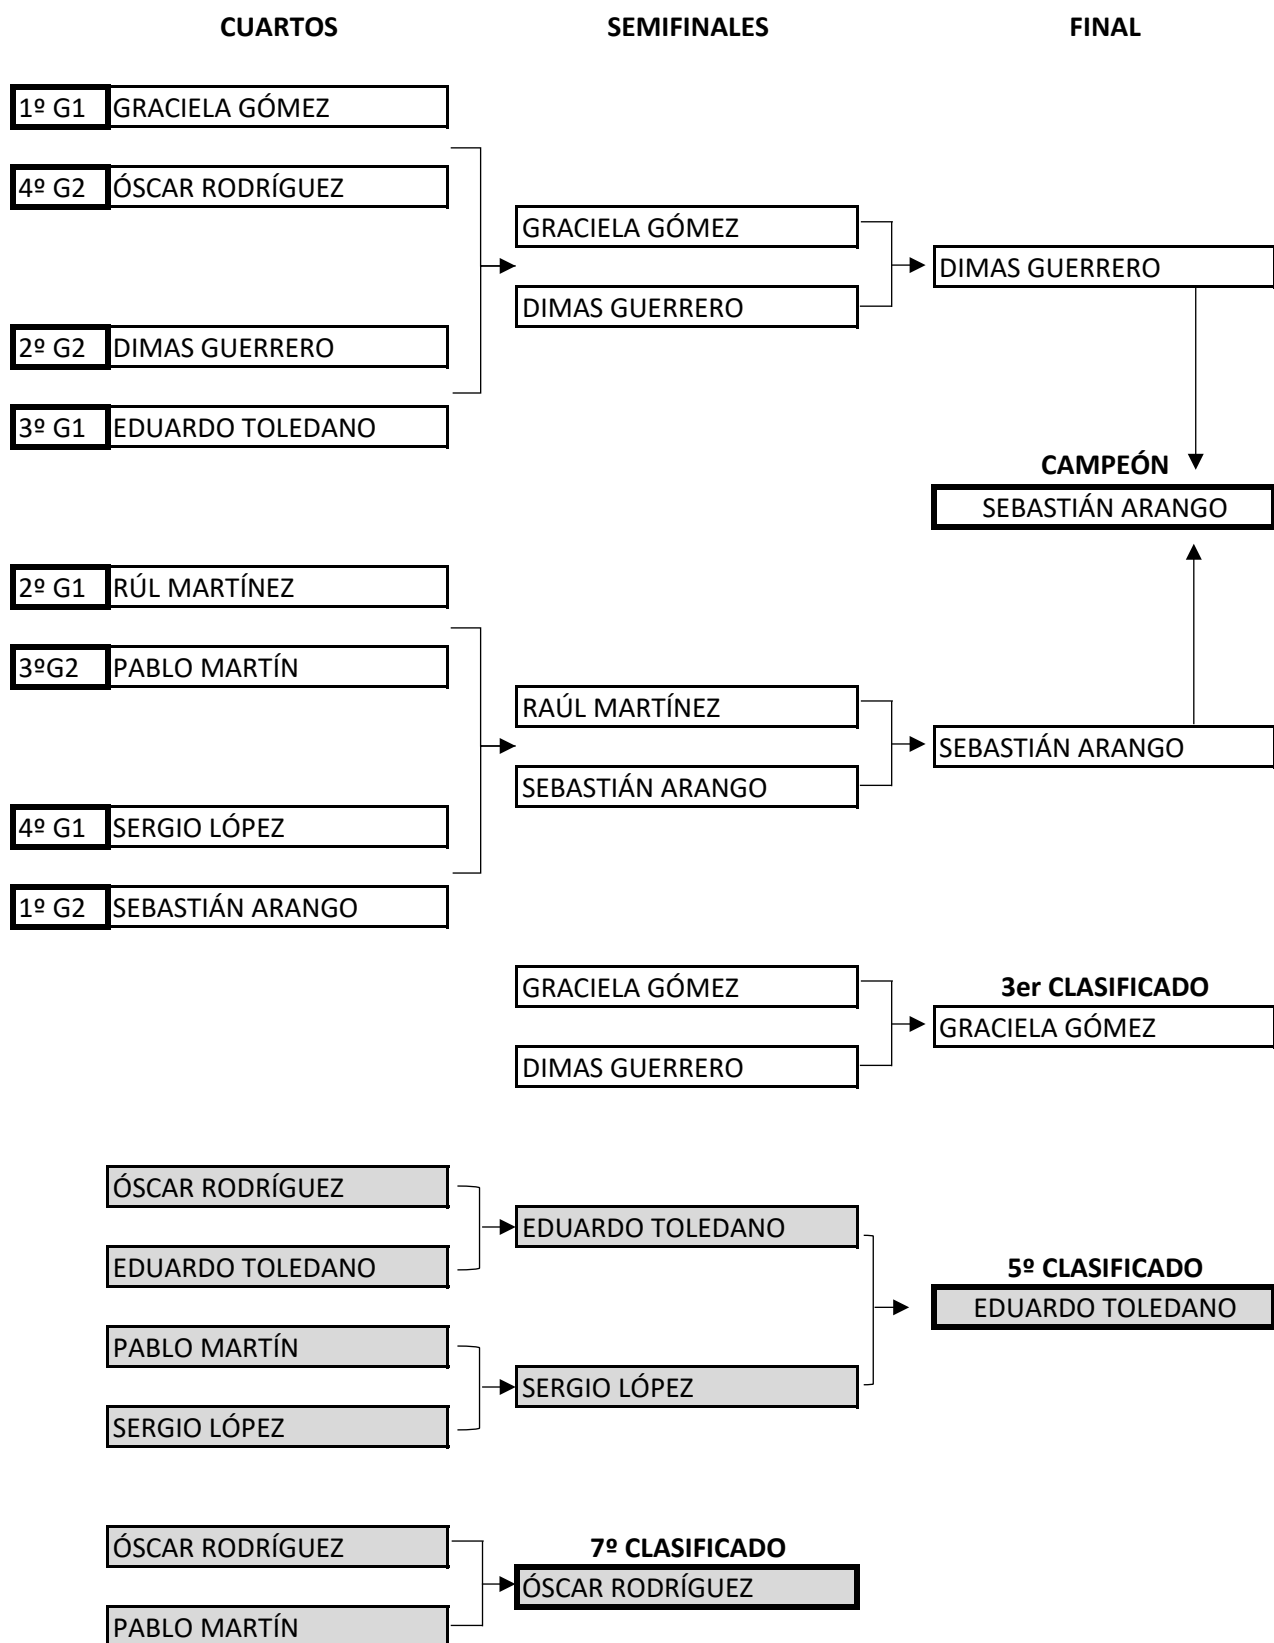 CUARTOS SEMIFINALES FINAL
1º G1 GRACIELA GÓMEZ
4º G2 ÓSCAR RODRÍGUEZ
GRACIELA GÓMEZ
DIMAS GUERRERO
DIMAS GUERRERO
2º G2 DIMAS GUERRERO
3º G1 EDUARDO TOLEDANO
CAMPEÓN
SEBASTIÁN ARANGO
2º G1 RÚL MARTÍNEZ
3ºG2 PABLO MARTÍN
RAÚL MARTÍNEZ
SEBASTIÁN ARANGO
SEBASTIÁN ARANGO
4º G1 SERGIO LÓPEZ
1º G2 SEBASTIÁN ARANGO
GRACIELA GÓMEZ 3er CLASIFICADO
GRACIELA GÓMEZ
DIMAS GUERRERO
ÓSCAR RODRÍGUEZ
EDUARDO TOLEDANO
EDUARDO TOLEDANO 5º CLASIFICADO
EDUARDO TOLEDANO
PABLO MARTÍN
SERGIO LÓPEZ
SERGIO LÓPEZ
ÓSCAR RODRÍGUEZ 7º CLASIFICADO
ÓSCAR RODRÍGUEZ
PABLO MARTÍN